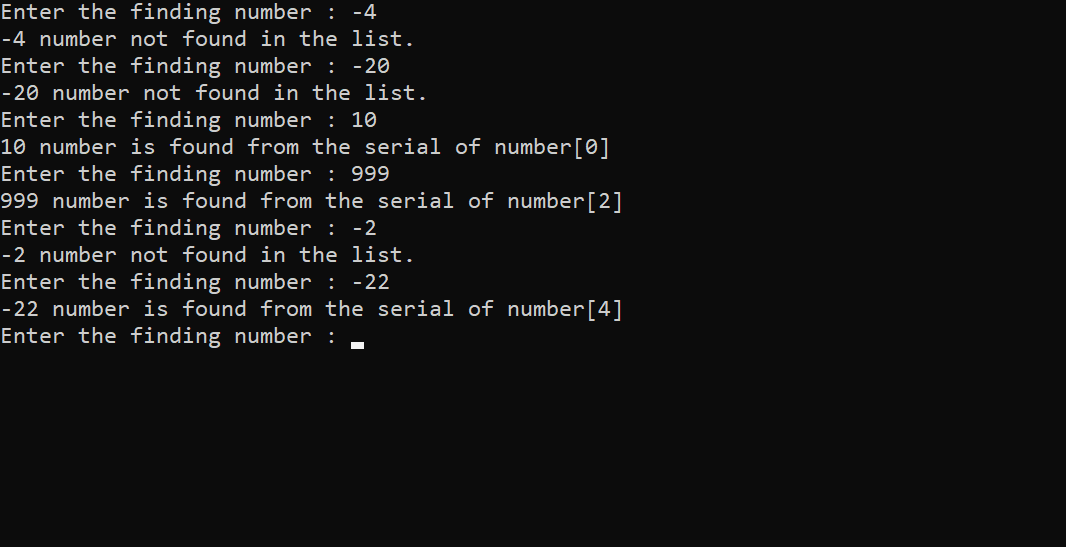 Enter the finding number : -4
-4 number not found in the list.
Enter the finding number : -20
-20 number not found in the list.
Enter the finding number : 10
10 number is found from the serial of number[0]
Enter the finding number : 999
999 number is found from the serial of number[2]
Enter the finding number : -2
-2 number not found in the list.
Enter the finding number : -22
-22 number is found from the serial of number[4]
Enter the finding number :